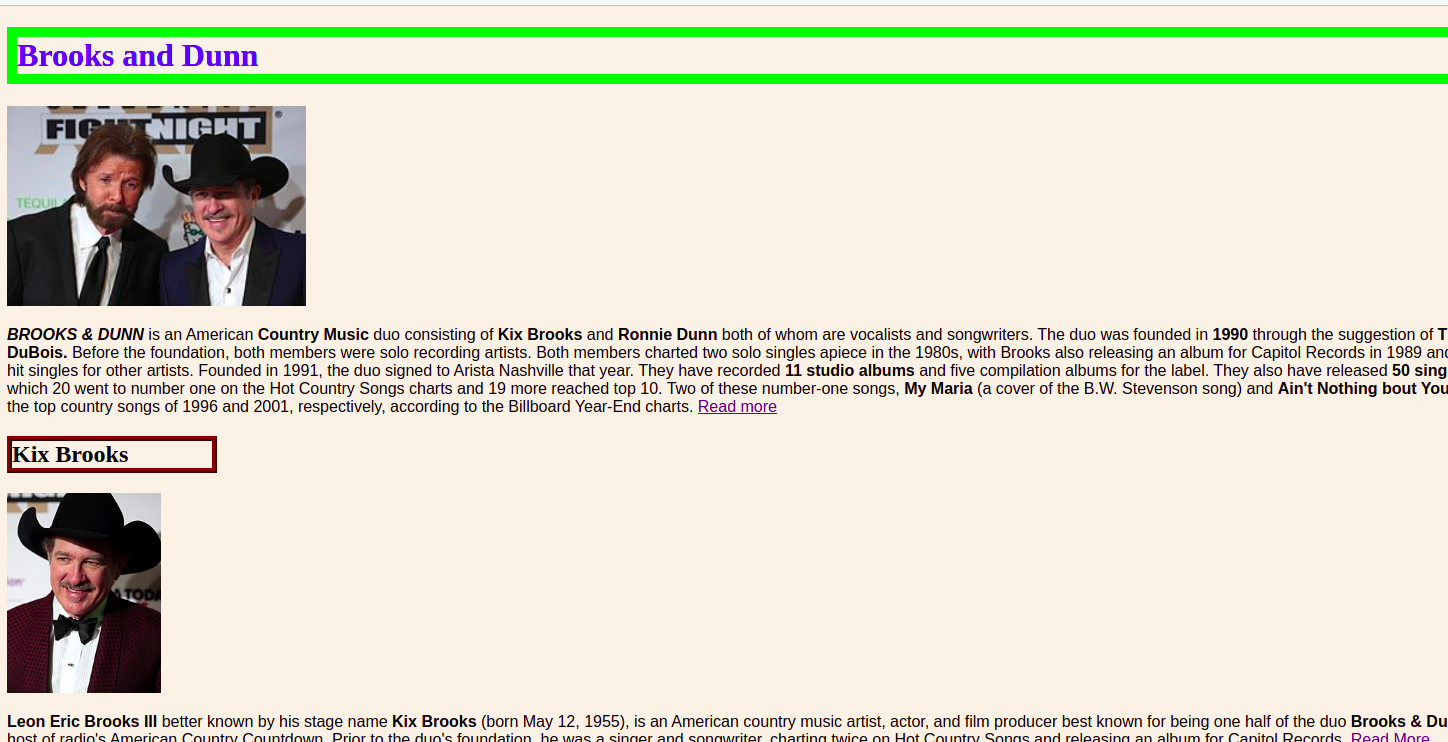 Brooks and Dunn
FIGHTNIGHT ®
TEQUILA
BROOKS & DUNN is an American Country Music duo consisting of Kix Brooks and Ronnie Dunn both of whom are vocalists and songwriters. The duo was founded in 1990 through the suggestion of T
DuBois. Before the foundation, both members were solo recording artists. Both members charted two solo singles apiece in the 1980s, with Brooks also releasing an album for Capitol Records in 1989 and
hit singles for other artists. Founded in 1991, the duo signed to Arista Nashville that year. They have recorded 11 studio albums and five compilation albums for the label. They also have released 50 sing
which 20 went to number one on the Hot Country Songs charts and 19 more reached top 10. Two of these number-one songs, My Maria (a cover of the B.W. Stevenson song) and Ain't Nothing bout You
the top country songs of 1996 and 2001, respectively, according to the Billboard Year-End charts. Read more
Kix Brooks
A TODA
Leon Eric Brooks III better known by his stage name Kix Brooks (born May 12, 1955), is an American country music artist, actor, and film producer best known for being one half of the duo Brooks & Du
host of radio's American Country Countdown. Prior to the duo's foundation, he was a singer and songwriter, charting twice on Hot Country Songs and releasing an album for Capitol Records. Read More